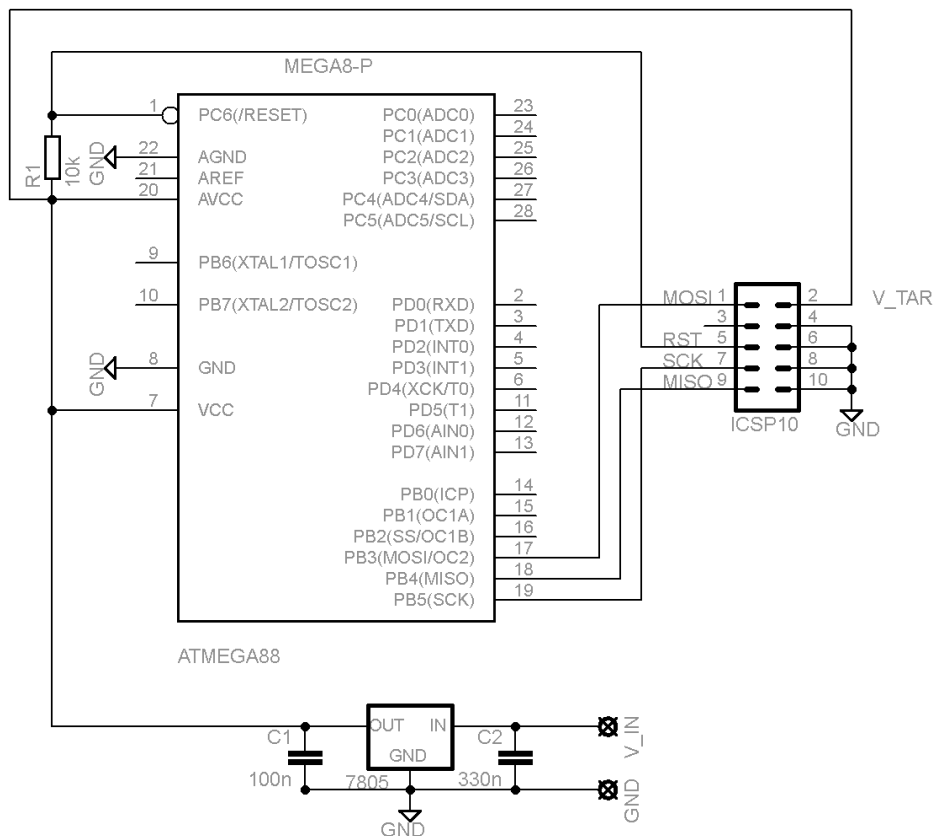 MEGA8-P
1 PC6(/RESET) PC0(ADC0) 23
PC1(ADC1) 24
R1 10k GND 22 AGND PC2(ADC2) 25
21 AREF PC3(ADC3) 26
20 AVCC PC4(ADC4/SDA) 27
PC5(ADC5/SCL) 28
9 PB6(XTAL1/TOSC1)
10 PB7(XTAL2/TOSC2) PD0(RXD) 2 MOSI 1 2 V_TAR
PD1(TXD) 3 3 4
PD2(INT0) 4 RST 5 6
GND 8 GND PD3(INT1) 5 SCK 7 8
PD4(XCK/T0) 6 MISO 9 10
7 VCC PD5(T1) 11
PD6(AIN0) 12 ICSP10 GND
PD7(AIN1) 13
PB0(ICP) 14
PB1(OC1A) 15
PB2(SS/OC1B) 16
PB3(MOSI/OC2) 17
PB4(MISO) 18
PB5(SCK) 19
ATMEGA88
C1 OUT IN C2 V_IN
GND
100n 7805 330n GND
GND